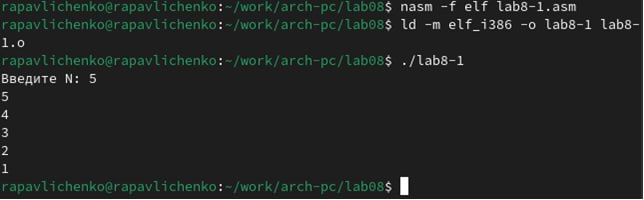 rapavlichenko@rapavlichenko:~/work/arch-pc/lab08$ nasm -f elf lab8-1.asm
rapavlichenko@rapavlichenko:~/work/arch-pc/lab08$ ld -m elf_i386 -o lab8-1 lab8-
1.o
rapavlichenko@rapavlichenko:~/work/arch-pc/lab08$ ./lab8-1
Введите N: 5
5
4
3
2
1
rapavlichenko@rapavlichenko:~/work/arch-pc/lab08$